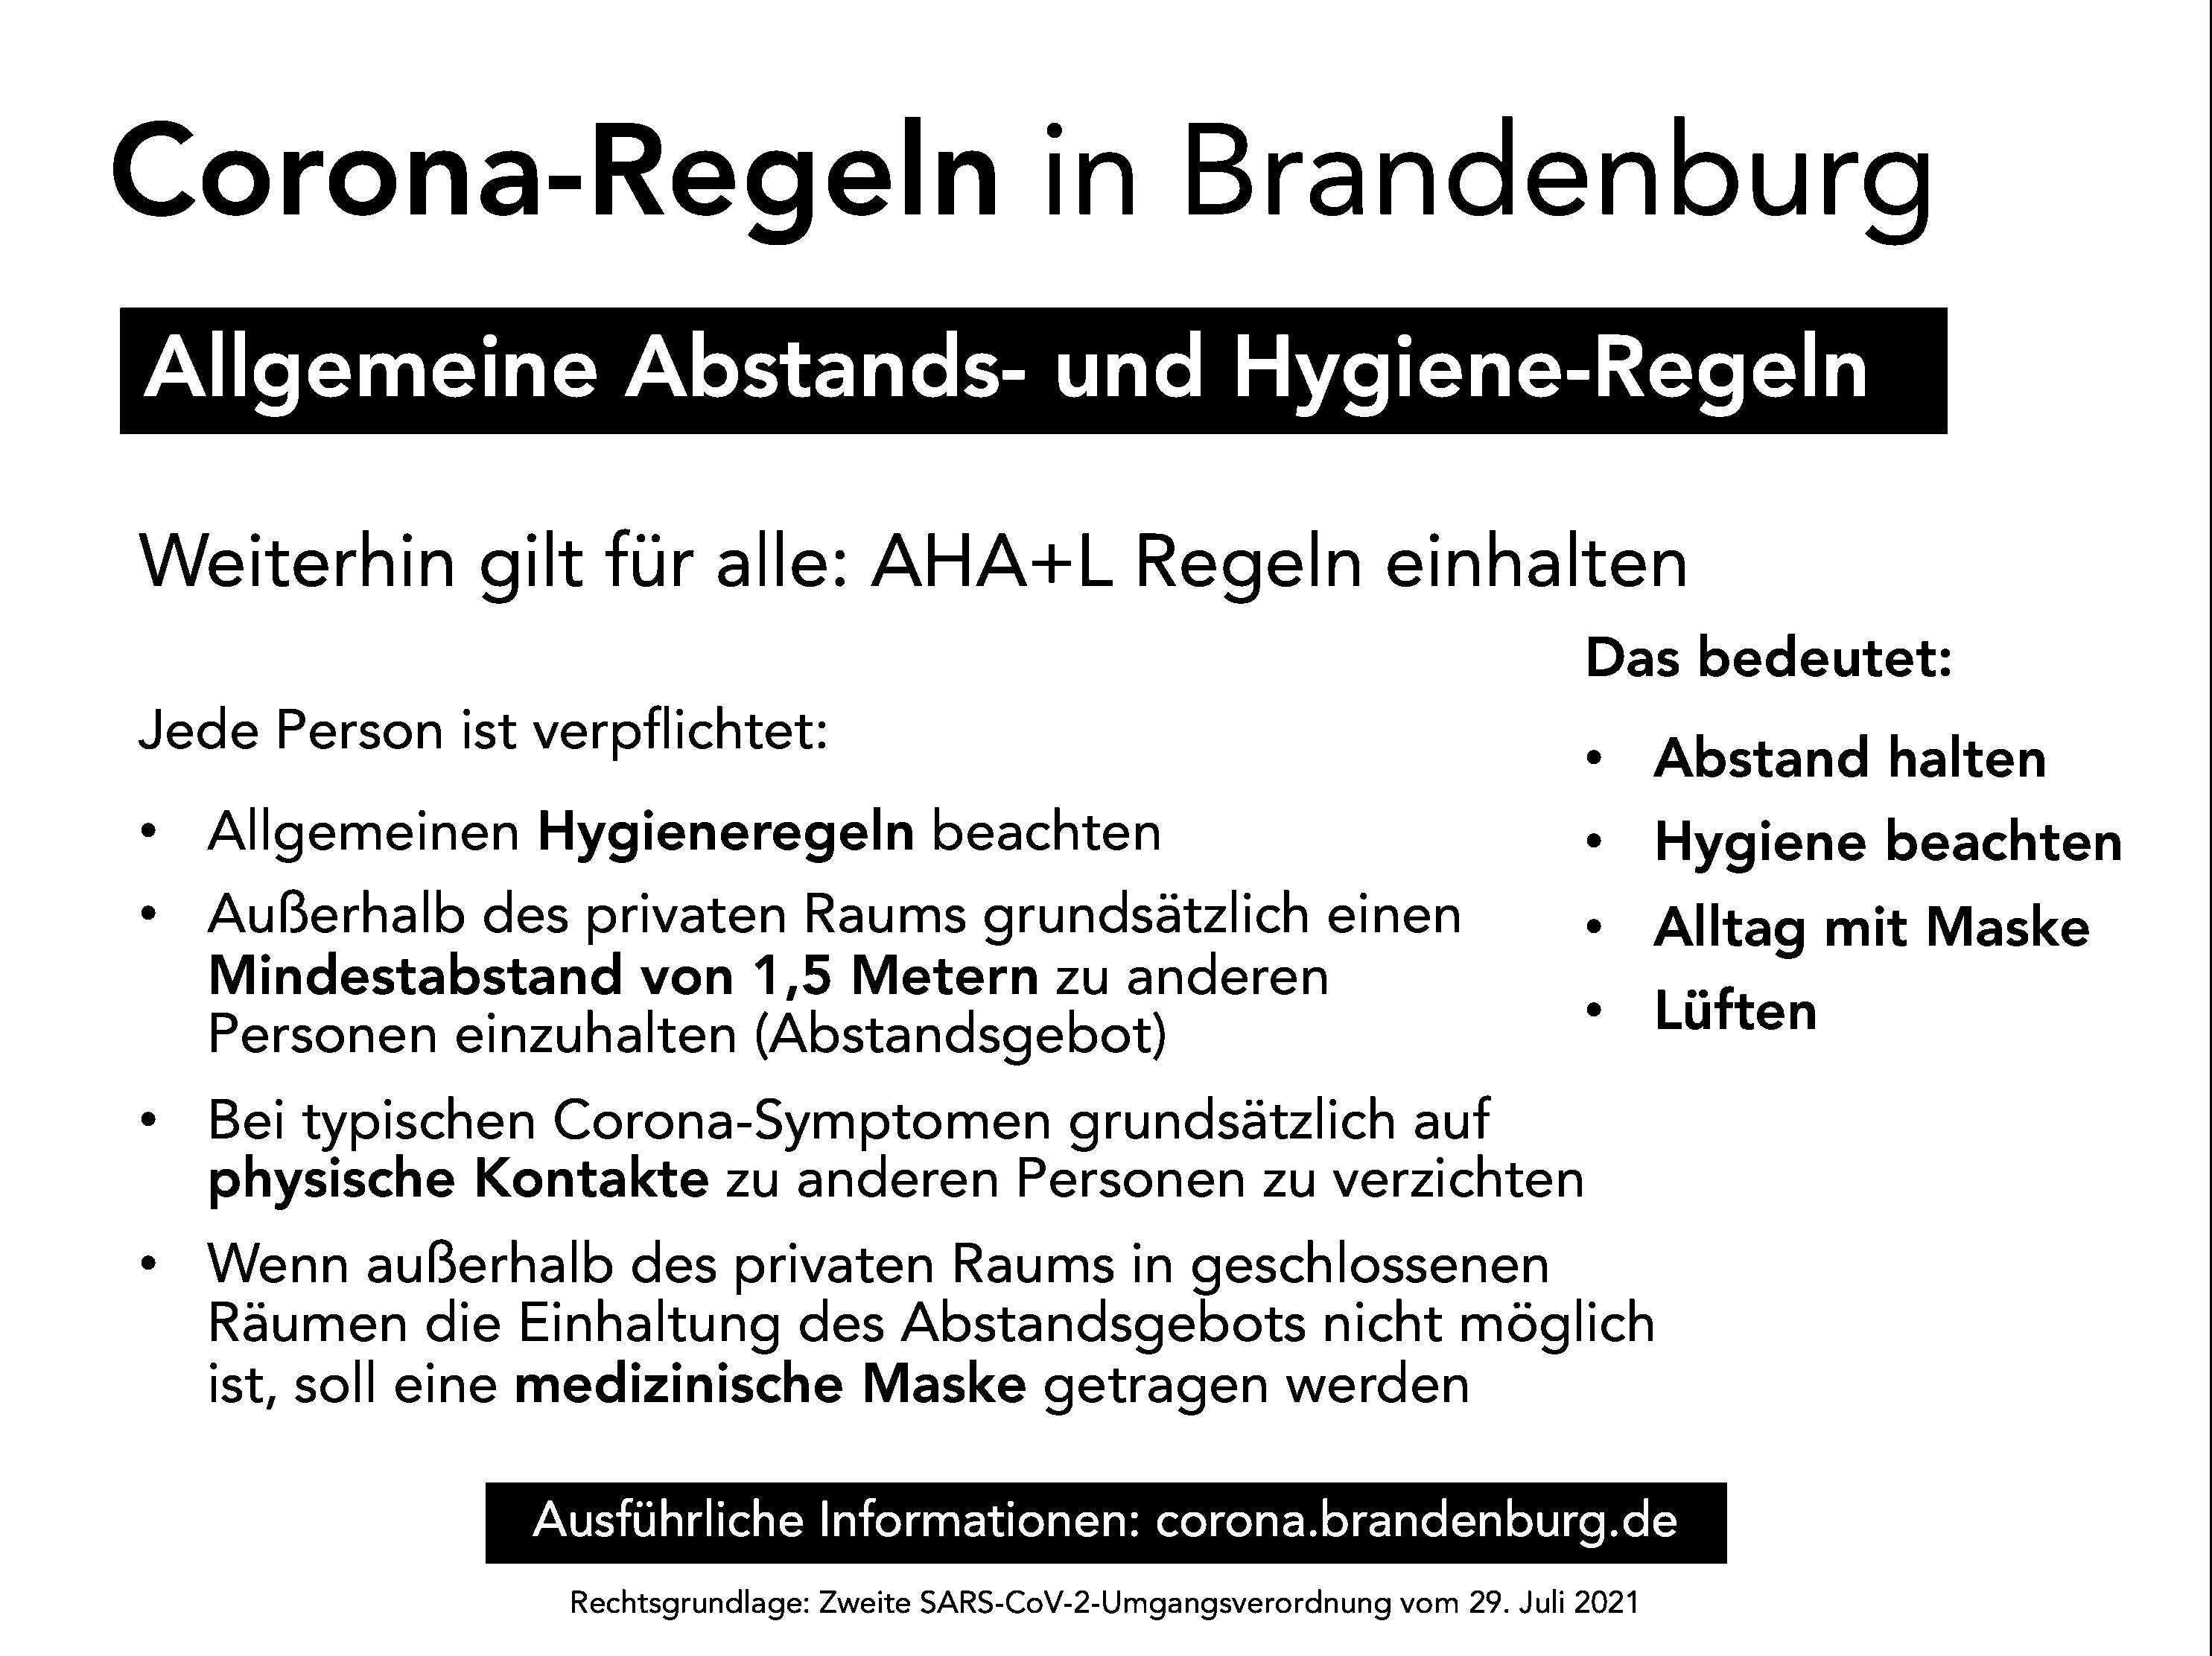 Corona-Regeln in Brandenburg
Allgemeine Abstands- und Hygiene-Regeln
Weiterhin gilt für alle: AHA+L Regeln einhalten
Jede Person ist verpflichtet:
• Allgemeinen Hygieneregeln beachten
• Außerhalb des privaten Raums grundsätzlich einen
Mindestabstand von 1,5 Metern zu anderen
Personen einzuhalten (Abstandsgebot)
• Bei typischen Corona-Symptomen grundsätzlich auf
physische Kontakte zu anderen Personen zu verzichten
• Wenn außerhalb des privaten Raums in geschlossenen
Räumen die Einhaltung des Abstandsgebots nicht möglich
ist, soll eine medizinische Maske getragen werden
Das bedeutet:
• Abstand halten
• Hygiene beachten
• Alltag mit Maske
• Lüften
Ausführliche Informationen: corona.brandenburg.de
Rechtsgrundlage: Zweite SARS-CoV-2-Umgangsverordnung vom 29. Juli 2021